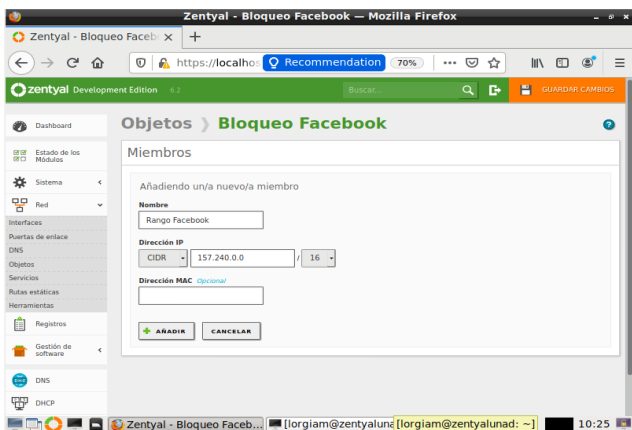 Zentyal - Bloqueo Facebook — Mozilla Firefox
Zentyal - Bloqueo Faceb
https://localho
Recommendation
70%
zentyal Development Edition 6.2
Buscar...
GUARDAR CAMBIOS
Dashboard
Estado de los
Módulos
Sistema
Red
Interfaces
Puertas de enlace
DNS
Objetos
Servicios
Rutas estáticas
Herramientas
Registros
Gestión de
software
DNS
DHCP
Objetos
Bloqueo Facebook
Miembros
Añadiendo un/a nuevo/a miembro
Nombre
Rango Facebook
Dirección IP
CIDR 157.240.0.0 / 16
Dirección MAC Opcional
AÑADIR CANCELAR
Zentyal - Bloqueo Faceb... [lorgiam@zentyaluna [lorgiam@zentyalunad: ~] 10:25